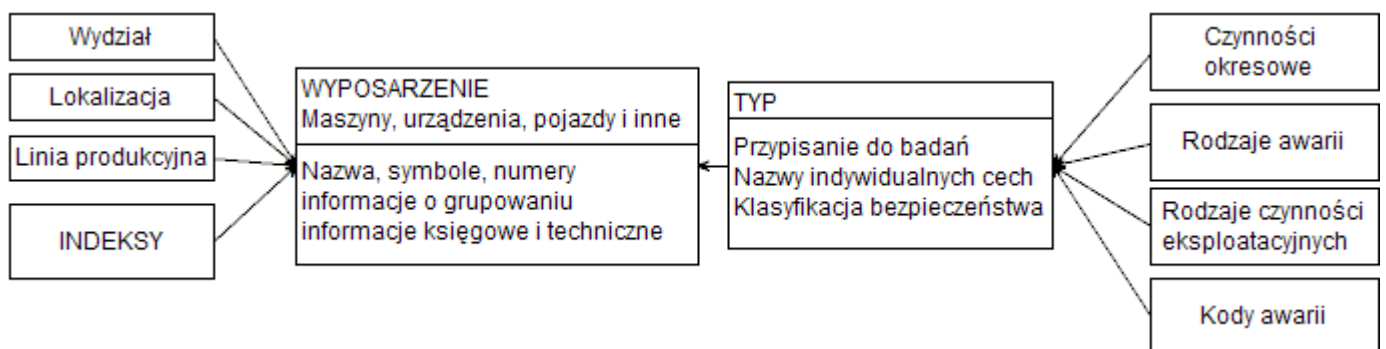 Wydział
Lokalizacja
Linia produkcyjna
INDEKSY
WYPOSARZENIE
Maszyny, urządzenia, pojazdy i inne
Nazwa, symbole, numery
informacje o grupowaniu
informacje księgowe i techniczne
TYP
Przypisanie do badań
Nazwy indywidualnych cech
Klasyfikacja bezpieczeństwa
Czynności
okresowe
Rodzaje awarii
Rodzaje czynności
eksploatacyjnych
Kody awarii